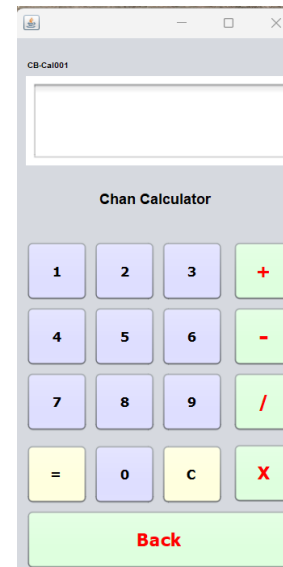 CB-Cal001
Chan Calculator
1 2 3 +
4 5 6 -
7 8 9 /
= 0 C X
Back